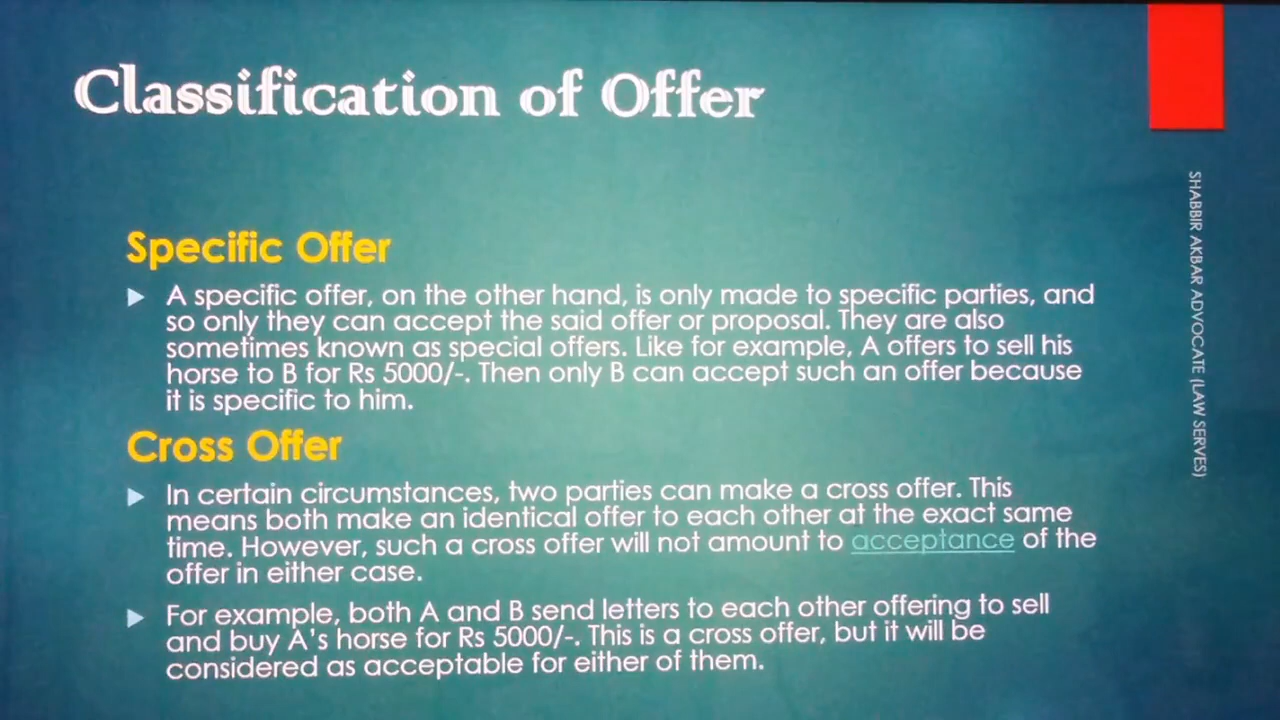 Classification of Offer
Specific Offer
A specific offer, on the other hand, is only made to specific parties, and
so only they can accept the said offer or proposal. They are also
sometimes known as special offers. Like for example, A offers to sell his
horse to B for Rs 5000/-. Then only B can accept such an offer because
it is specific to him.
Cross Offer
In certain circumstances, two parties can make a cross offer. This
means both make an identical offer to each other at the exact same
time. However, such a cross offer will not amount to acceptance of the
offer in either case.
For example, both A and B send letters to each other offering to sell
and buy A's horse for Rs 5000/-. This is a cross offer, but it will be
considered as acceptable for either of them.
SHABBIR AKBAR ADVOCATE (LAW SERVES)